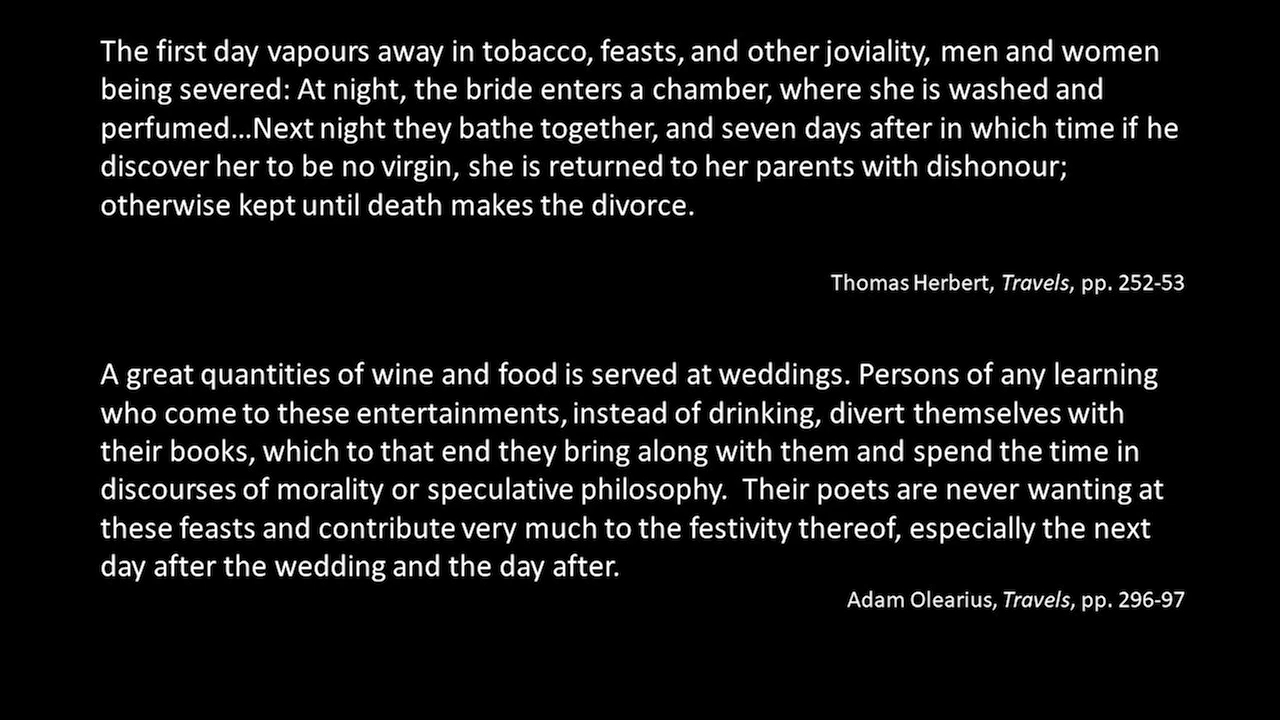 The first day vapours away in tobacco, feasts, and other joviality, men and women
being severed: At night, the bride enters a chamber, where she is washed and
perfumed...Next night they bathe together, and seven days after in which time if he
discover her to be no virgin, she is returned to her parents with dishonour;
otherwise kept until death makes the divorce.
Thomas Herbert, Travels, pp. 252-53
A great quantities of wine and food is served at weddings. Persons of any learning
who come to these entertainments, instead of drinking, divert themselves with
their books, which to that end they bring along with them and spend the time in
discourses of morality or speculative philosophy.  Their poets are never wanting at
these feasts and contribute very much to the festivity thereof, especially the next
day after the wedding and the day after.
Adam Olearius, Travels, pp. 296-97